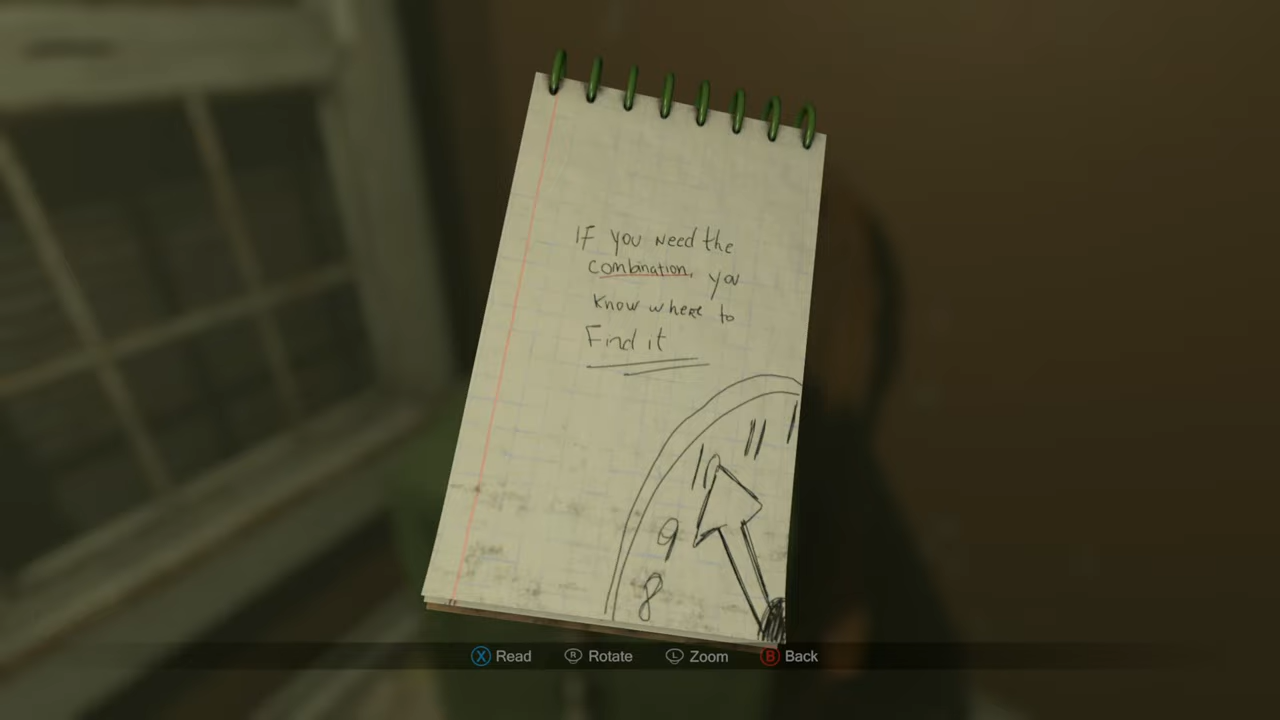 IF you need the
combination, you
know where to
Find it
11
1
10
9
8
X Read R Rotate L Zoom B Back